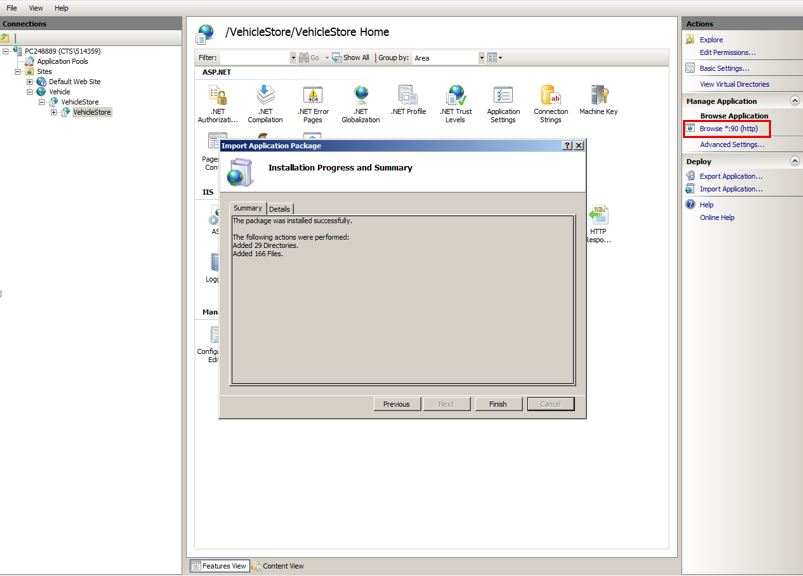 File View Help
Connections
PC248889 (CTS\514359)
Application Pools
Sites
Default Web Site
Vehicle
VehicleStore
VehicleStore
/VehicleStore/VehicleStore Home
Filter: Go Show All Group by: Area
ASP.NET
.NET Authorizati...
.NET Compilation
.NET Error Pages
.NET Globalization
.NET Profile
.NET Trust Levels
Application Settings
Connection Strings
Machine Key
Pages
Con
IIS
AS
HTTP
Respo...
Logg
Man
Configu
Edi
Import Application Package
Installation Progress and Summary
Summary Details
The package was installed successfully.
The following actions were performed:
Added 29 Directories.
Added 166 Files.
Previous Next Finish Cancel
Features View Content View
Actions
Explore
Edit Permissions...
Basic Settings...
View Virtual Directories
Manage Application
Browse Application
Browse *:90 (http)
Advanced Settings...
Deploy
Export Application...
Import Application...
Help
Online Help